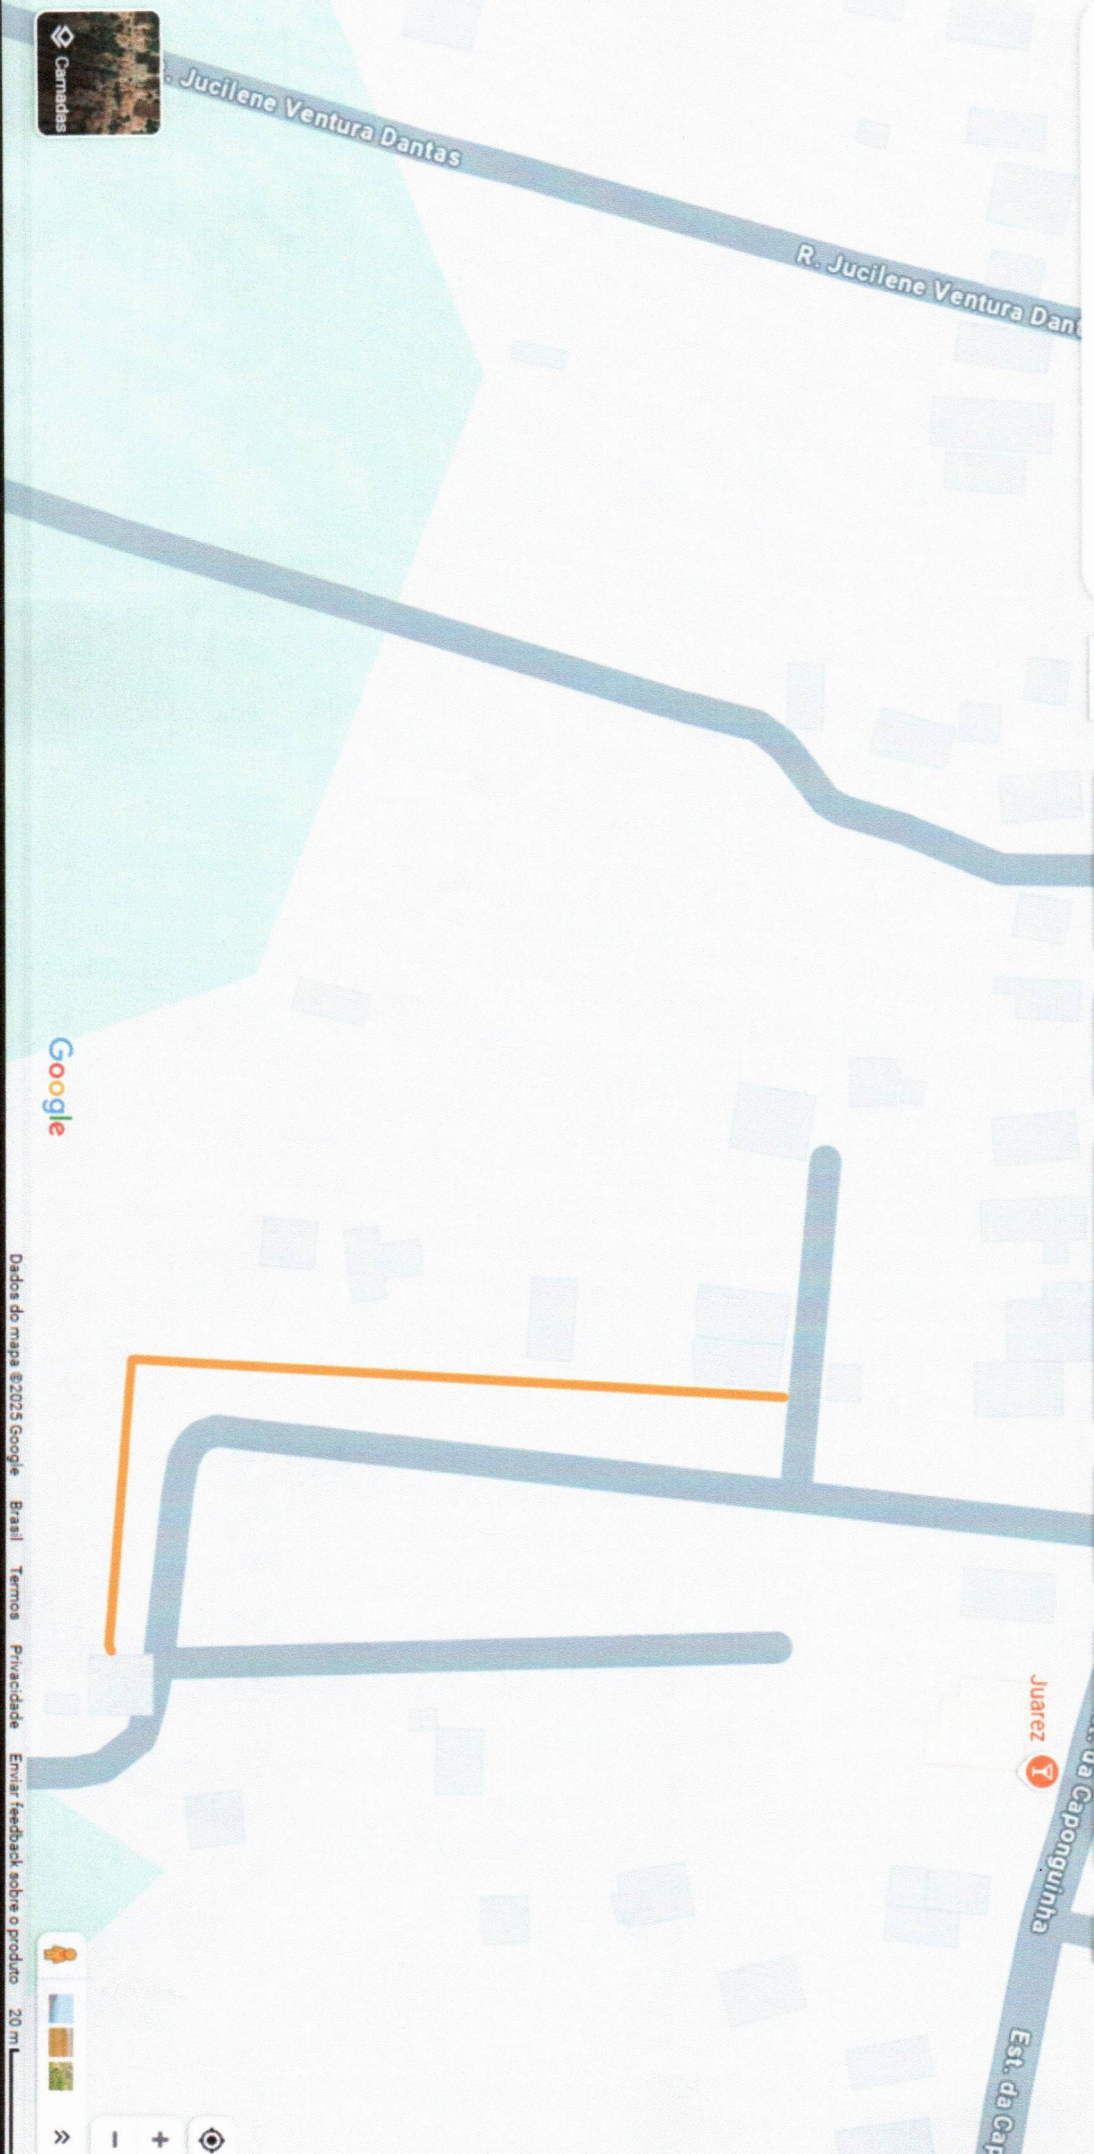 Camadas
. Jucilene Ventura Dantas
R. Jucilene Ventura Dant
Juarez
da Caponguinha
Est. da Cap
Google
Dados do mapa ©2025 Google Brasil Termos Privacidade Enviar feedback sobre o produto 20 m